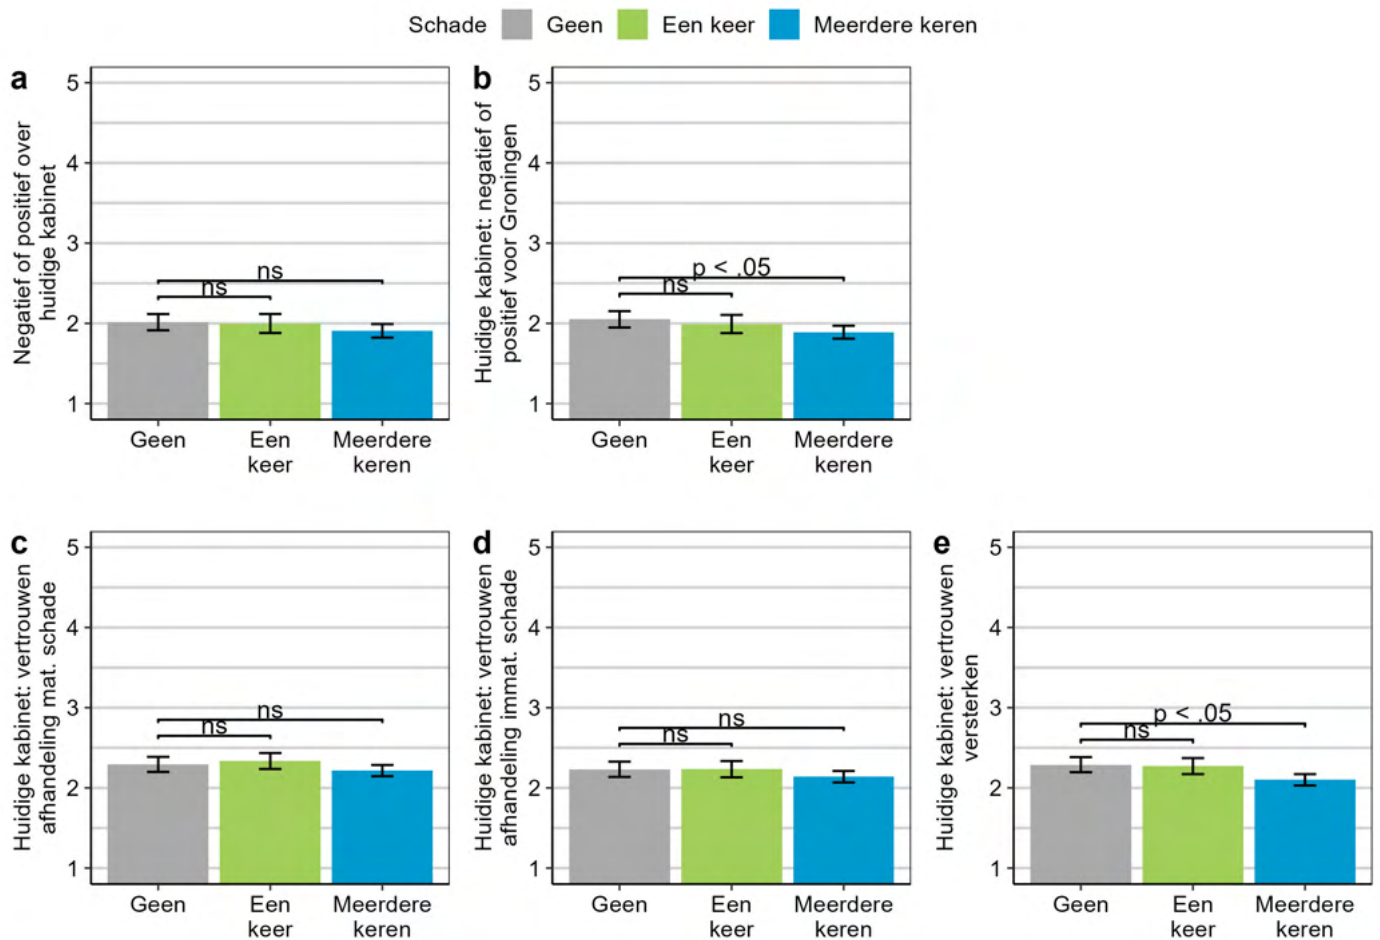 Schade Geen Een keer Meerdere keren
a
Negatief of positief over
huidige kabinet
5
4
3
2
1
ns
ns
Geen
Een
keer
Meerdere
keren
b
Huidige kabinet: negatief of
positief voor Groningen
5
4
3
2
1
p < .05
ns
Geen
Een
keer
Meerdere
keren
c
Huidige kabinet: vertrouwen
afhandeling mat. schade
5
4
3
2
1
ns
ns
Geen
Een
keer
Meerdere
keren
d
Huidige kabinet: vertrouwen
afhandeling immat. schade
5
4
3
2
1
ns
ns
Geen
Een
keer
Meerdere
keren
e
Huidige kabinet: vertrouwen
versterken
5
4
3
2
1
p < .05
ns
Geen
Een
keer
Meerdere
keren